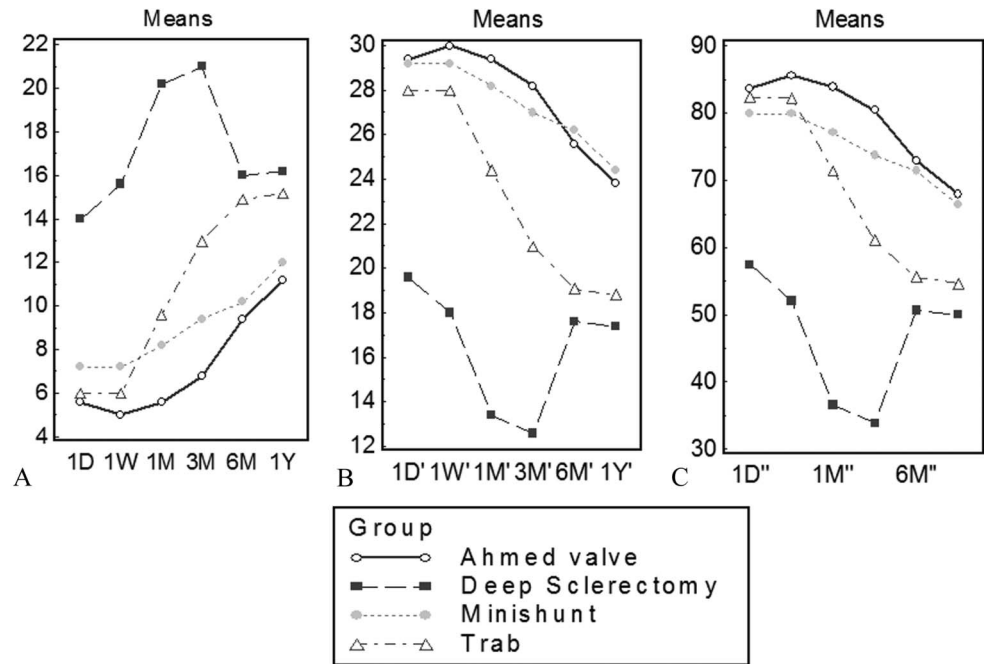 Means
22
20
18
16
14
12
10
8
6
4
1D 1W 1M 3M 6M 1Y
A
Means
30
28
26
24
22
20
18
16
14
12
1D' 1W' 1M' 3M' 6M' 1Y'
B
Means
90
80
70
60
50
40
30
1D" 1M" 6M"
C
Group
Ahmed valve
Deep Sclerectomy
Minishunt
Trab